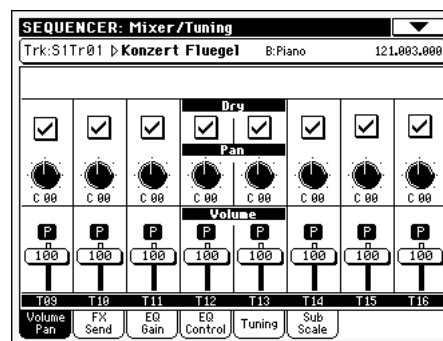 SEQUENCER: Mixer/Tuning
Trk:S1Tr01 ▷Konzert Fluegel B:Piano 121.003.000
Dry
Pan
C 00 C 00 C 00 C 00 C 00 C 00 C 00 C 00
Volume
P P P P P P P P
100 100 100 100 100 100 100 100
T09 T10 T11 T12 T13 T14 T15 T16
Volume Pan FX Send EQ Gain EQ Control Tuning Sub Scale